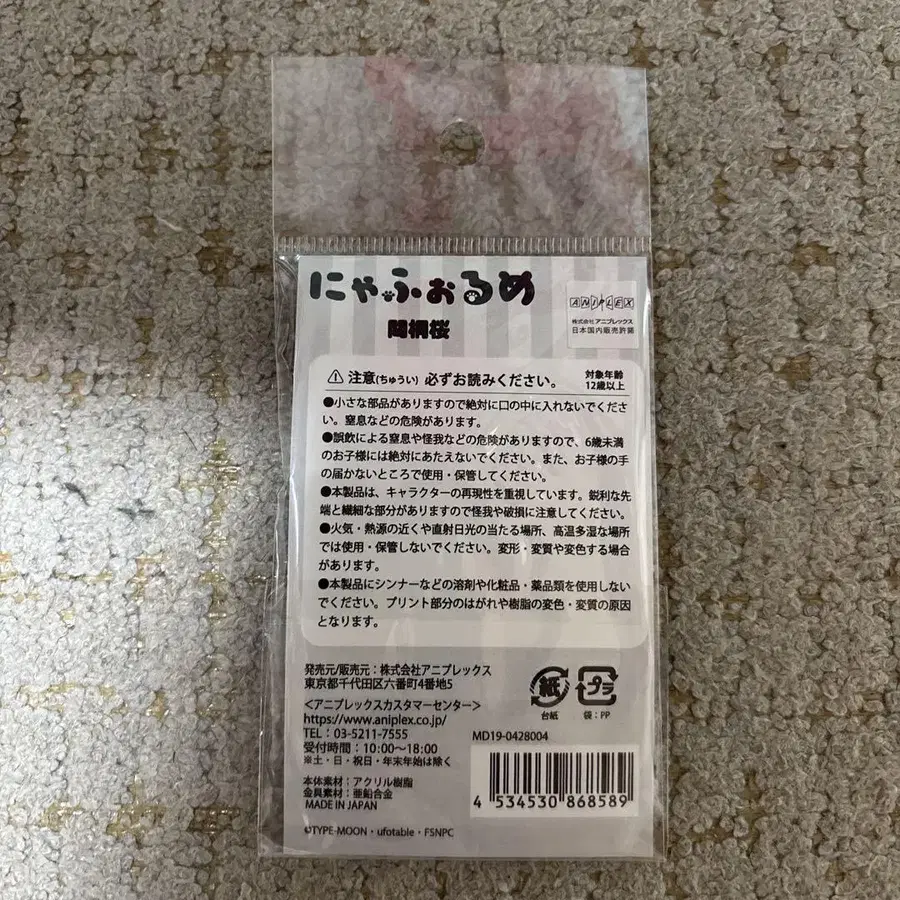 にゃふぉるめ
間桐桜
ANIPLEX
株式会社アニプレックス
日本国内販売許諾
⚠注意(ちゅうい) 必ずお読みください。
対象年齢
12歳以上
●小さな部品がありますので絶対に口の中に入れないでくださ
い。窒息などの危険があります。
●誤飲による窒息や怪我などの危険がありますので、6歳未満
のお子様には絶対にあたえないでください。また、お子様の手
の届かないところで使用・保管してください。
●本製品は、キャラクターの再現性を重視しています。鋭利な先
端と繊細な部分がありますので怪我や破損に注意してください。
●火気・熱源の近くや直射日光の当たる場所、高温多湿な場所
では使用・保管しないでください。変形・変質や変色する場合
があります。
●本製品にシンナーなどの溶剤や化粧品・薬品類を使用しない
でください。プリント部分のはがれや樹脂の変色・変質の原因
となります。
発売元/販売元：株式会社アニプレックス
東京都千代田区六番町4番地5
＜アニプレックスカスタマーセンター＞
https://www.aniplex.co.jp/
TEL：03-5211-7555
受付時間：10:00～18:00
※土・日・祝日・年末年始は除く
本体素材：アクリル樹脂
金具素材：亜鉛合金
MADE IN JAPAN
紙
台紙
プラ
袋：PP
MD19-0428004
4 534530 868589
©TYPE-MOON・ufotable・FSNPC